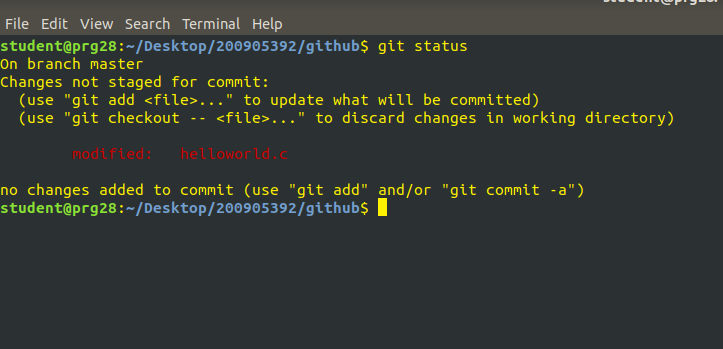 student@prg28:
File Edit View Search Terminal Help
student@prg28:~/Desktop/200905392/github$ git status
On branch master
Changes not staged for commit:
  (use "git add <file>..." to update what will be committed)
  (use "git checkout -- <file>..." to discard changes in working directory)
        modified:   helloworld.c
no changes added to commit (use "git add" and/or "git commit -a")
student@prg28:~/Desktop/200905392/github$